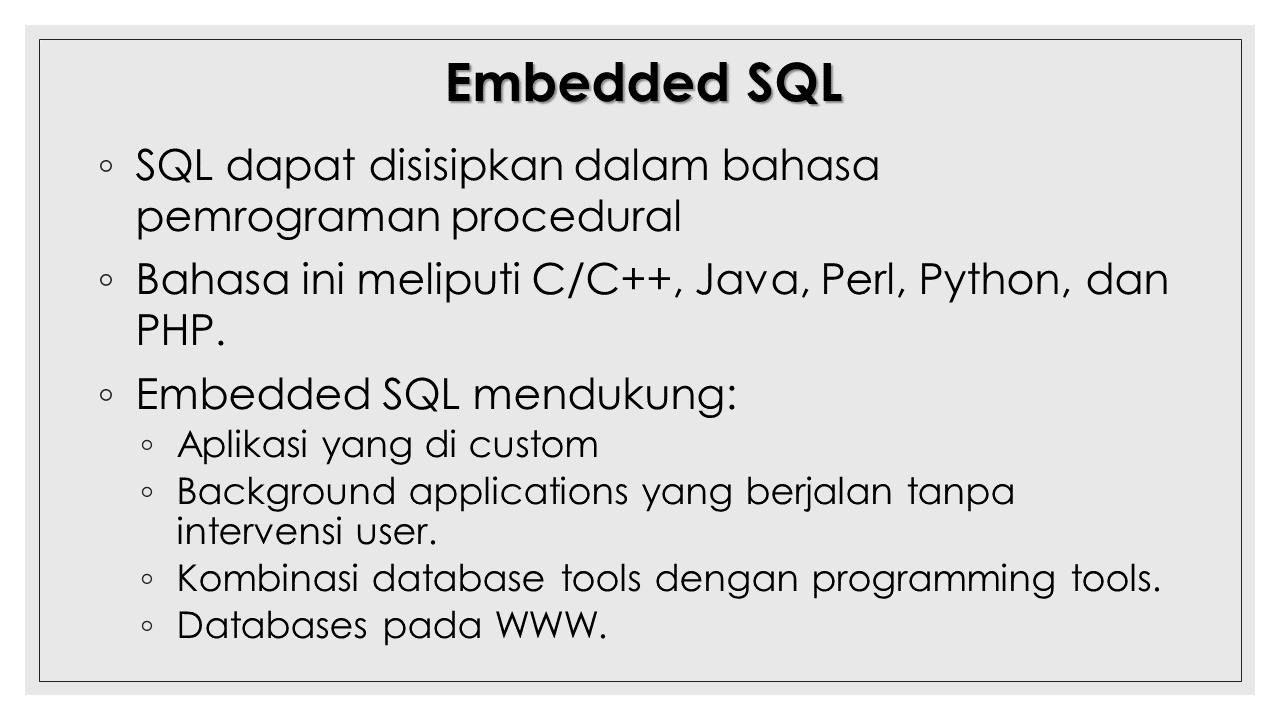 Embedded SQL
◦ SQL dapat disisipkan dalam bahasa
pemrograman procedural
◦ Bahasa ini meliputi C/C++, Java, Perl, Python, dan
PHP.
◦ Embedded SQL mendukung:
◦ Aplikasi yang di custom
◦ Background applications yang berjalan tanpa
intervensi user.
◦ Kombinasi database tools dengan programming tools.
◦ Databases pada WWW.